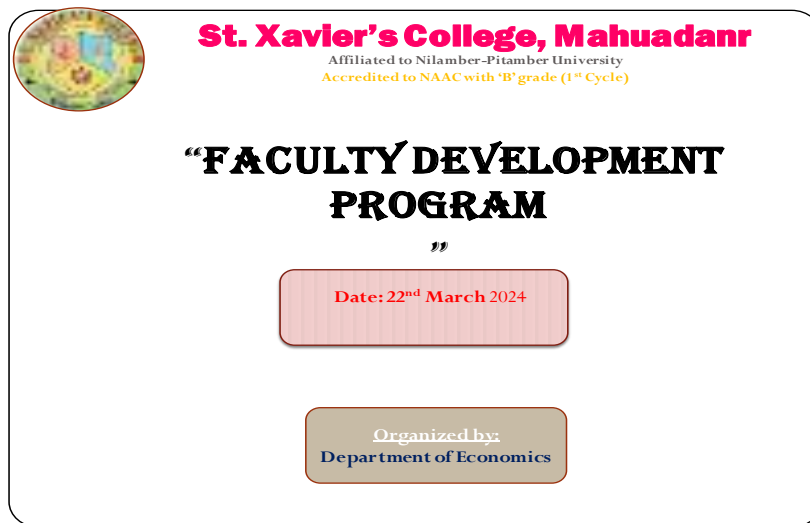 St. Xavier's College, Mahuadanr
Affiliated to Nilamber-Pitamber University
Accredited to NAAC with ‘B’ grade (1st Cycle)
“FACULTY DEVELOPMENT
PROGRAM
”
Date: 22nd March 2024
Organized by:
Department of Economics